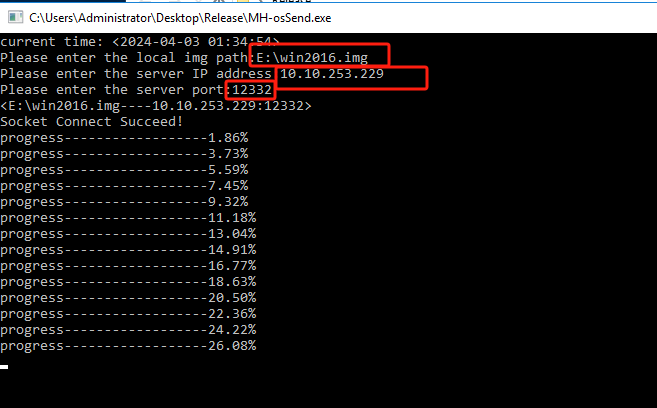 C:\Users\Administrator\Desktop\Release\MH-osSend.exe
current time: <2024-04-03 01:34:54>
Please enter the local img path:E:\win2016.img
Please enter the server IP address:10.10.253.229
Please enter the server port:12332
<E:\win2016.img----10.10.253.229:12332>
Socket Connect Succeed!
progress------------------1.86%
progress------------------3.73%
progress------------------5.59%
progress------------------7.45%
progress------------------9.32%
progress------------------11.18%
progress------------------13.04%
progress------------------14.91%
progress------------------16.77%
progress------------------18.63%
progress------------------20.50%
progress------------------22.36%
progress------------------24.22%
progress------------------26.08%